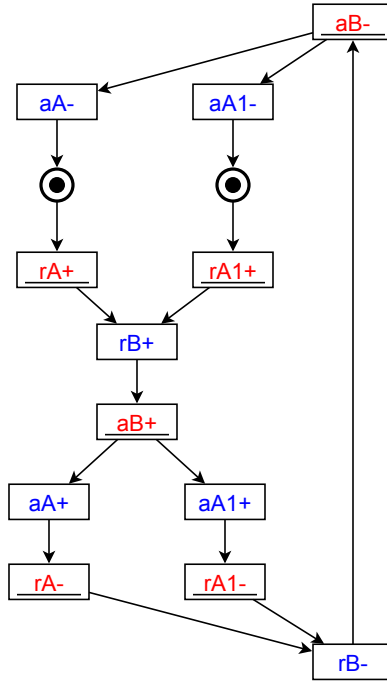 aB-
aA- aA1-
rA+ rA1+
rB+
aB+
aA+ aA1+
rA- rA1-
rB-